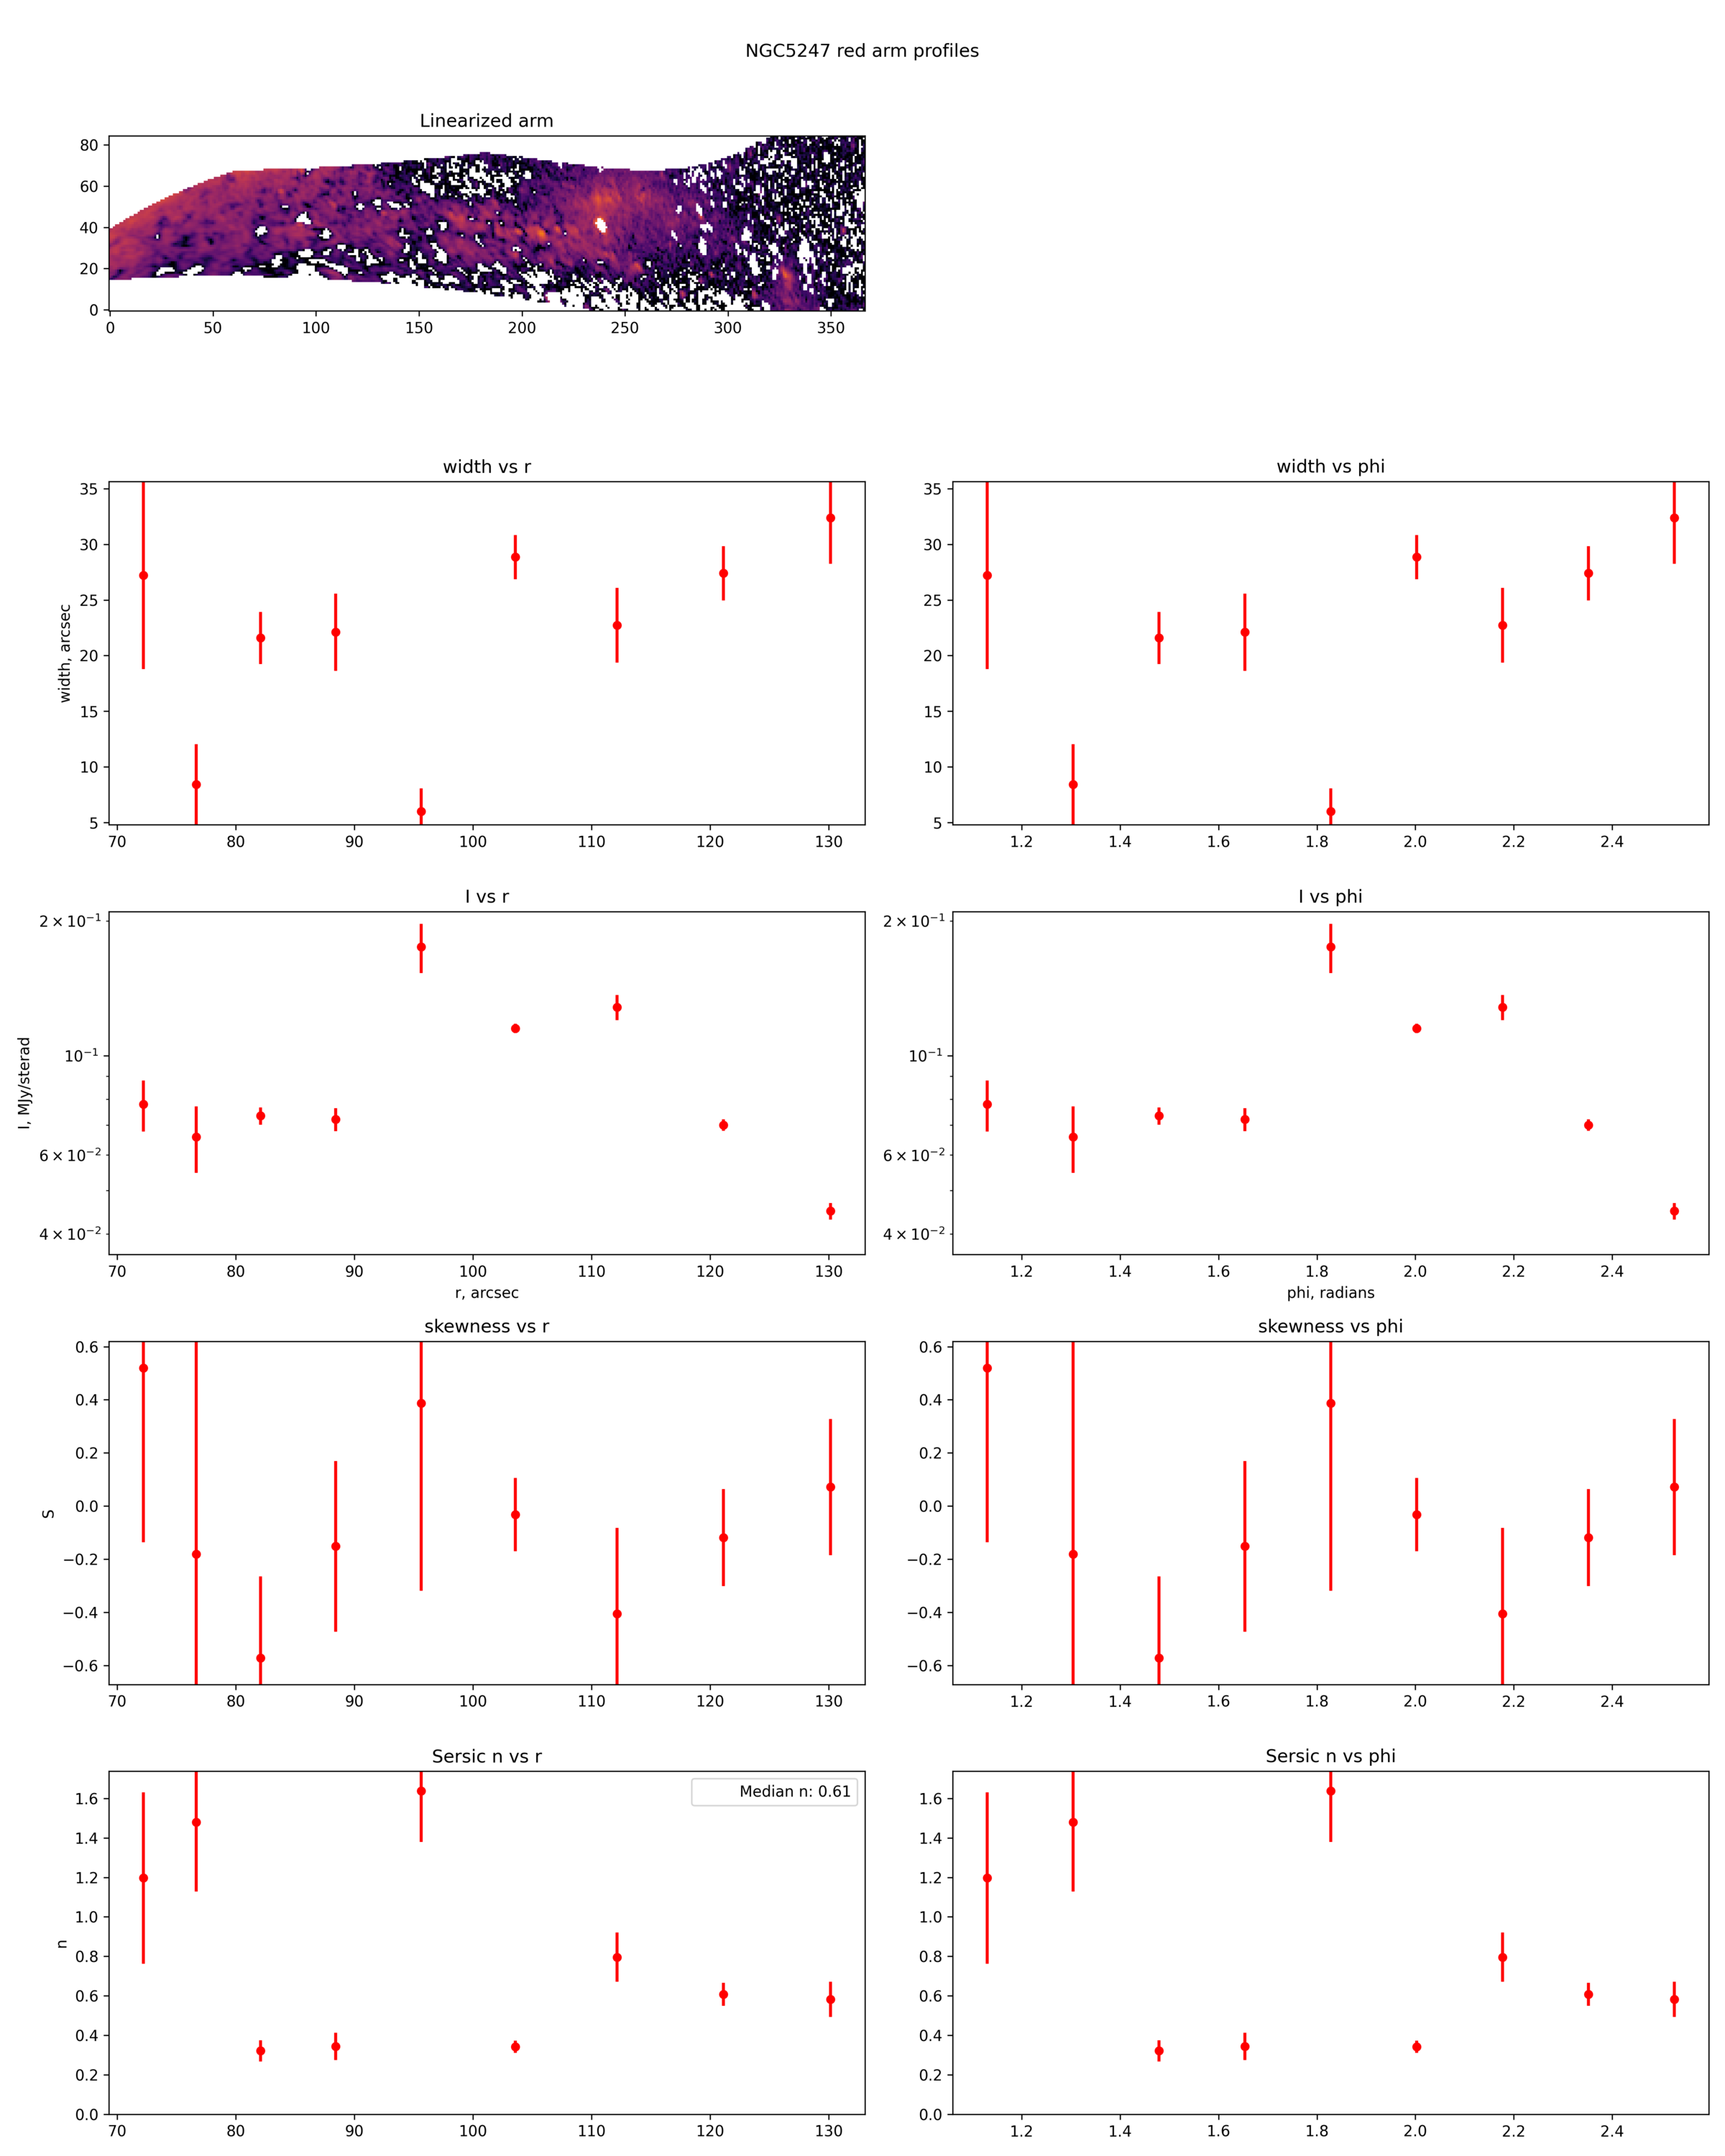 NGC5247 red arm profiles
Linearized arm
80
60
40
20
0
0 50 100 150 200 250 300 350
width vs r
width, arcsec
35
30
25
20
15
10
5
70 80 90 100 110 120 130
width vs phi
35
30
25
20
15
10
5
1.2 1.4 1.6 1.8 2.0 2.2 2.4
I vs r
I, MJy/sterad
2 × 10⁻¹
10⁻¹
6 × 10⁻²
4 × 10⁻²
70 80 90 100 110 120 130
r, arcsec
I vs phi
2 × 10⁻¹
10⁻¹
6 × 10⁻²
4 × 10⁻²
1.2 1.4 1.6 1.8 2.0 2.2 2.4
phi, radians
skewness vs r
S
0.6
0.4
0.2
0.0
−0.2
−0.4
−0.6
70 80 90 100 110 120 130
skewness vs phi
0.6
0.4
0.2
0.0
−0.2
−0.4
−0.6
1.2 1.4 1.6 1.8 2.0 2.2 2.4
Sersic n vs r
Median n: 0.61
n
1.6
1.4
1.2
1.0
0.8
0.6
0.4
0.2
0.0
70 80 90 100 110 120 130
Sersic n vs phi
1.6
1.4
1.2
1.0
0.8
0.6
0.4
0.2
0.0
1.2 1.4 1.6 1.8 2.0 2.2 2.4